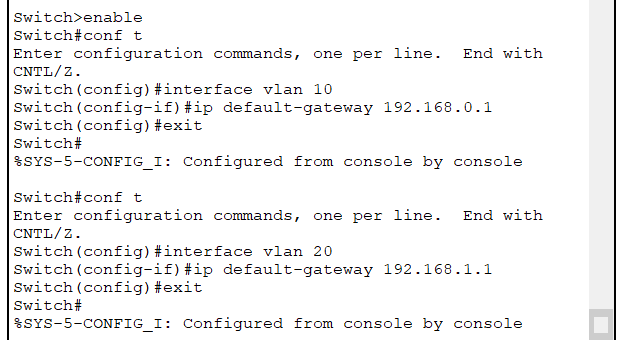 Switch>enable
Switch#conf t
Enter configuration commands, one per line.  End with
CNTL/Z.
Switch(config)#interface vlan 10
Switch(config-if)#ip default-gateway 192.168.0.1
Switch(config)#exit
Switch#
%SYS-5-CONFIG_I: Configured from console by console

Switch#conf t
Enter configuration commands, one per line.  End with
CNTL/Z.
Switch(config)#interface vlan 20
Switch(config-if)#ip default-gateway 192.168.1.1
Switch(config)#exit
Switch#
%SYS-5-CONFIG_I: Configured from console by console